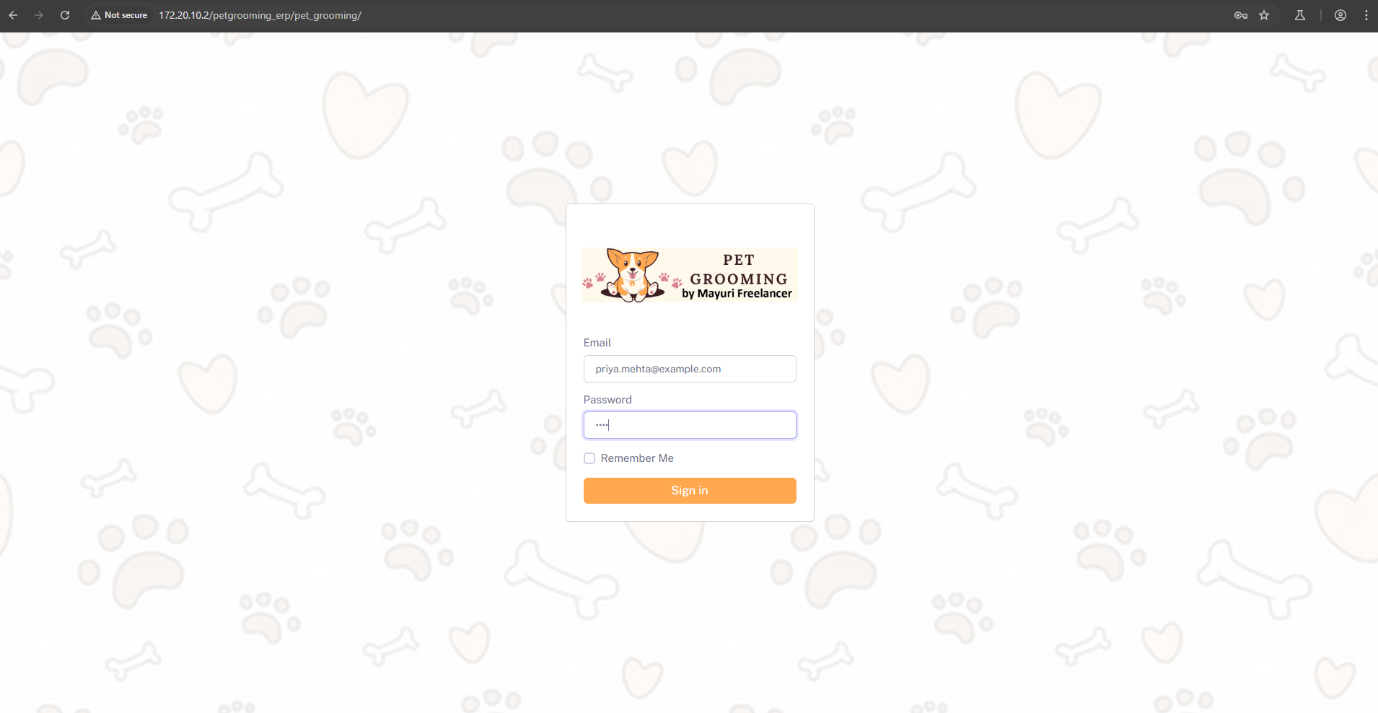 Not secure 172.20.10.2/petgrooming_erp/pet_grooming/
PET
GROOMING
by Mayuri Freelancer
Email
priya.mehta@example.com
Password
••••
Remember Me
Sign in